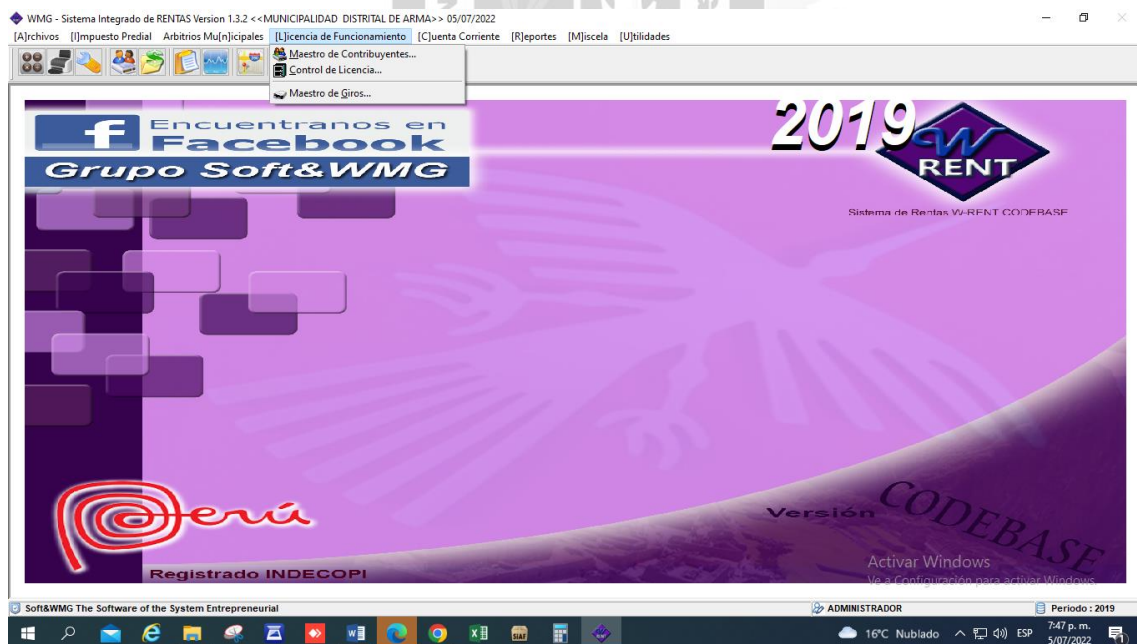 WMG - Sistema Integrado de RENTAS Version 1.3.2 <<MUNICIPALIDAD DISTRITAL DE ARMA>> 05/07/2022
[A]rchivos [I]mpuesto Predial Arbitrios Mu[n]icipales [L]icencia de Funcionamiento [C]uenta Corriente [R]eportes [M]iscela [U]tilidades
Maestro de Contribuyentes...
Control de Licencia...
Maestro de Giros...
Encuentranos en
Facebook
Grupo Soft&WMG
2019
W
RENT
Sistema de Rentas W-RENT CODEBASE
Perú
Registrado INDECOPI
Versión CODEBASE
Activar Windows
Ve a Configuración para activar Windows.
Soft&WMG The Software of the System Entrepreneurial
ADMINISTRADOR
Periodo : 2019
SIAF
16°C Nublado
ESP
7:47 p. m.
5/07/2022